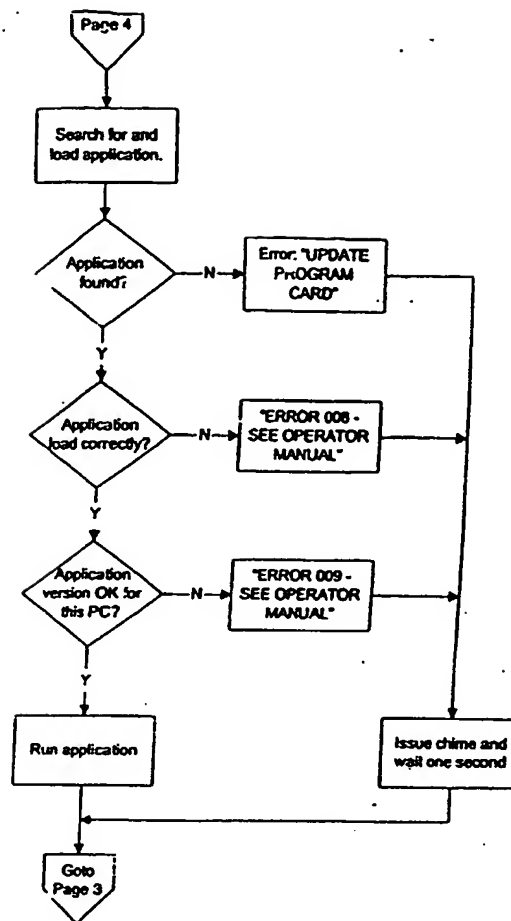 Page 4
Search for and
load application.
Application
found?
N
Error: "UPDATE
PROGRAM
CARD"
Y
Application
load correctly?
N
"ERROR 008 -
SEE OPERATOR
MANUAL"
Y
Application
version OK for
this PC?
N
"ERROR 009 -
SEE OPERATOR
MANUAL"
Y
Run application
Issue chime and
wait one second
Goto
Page 3